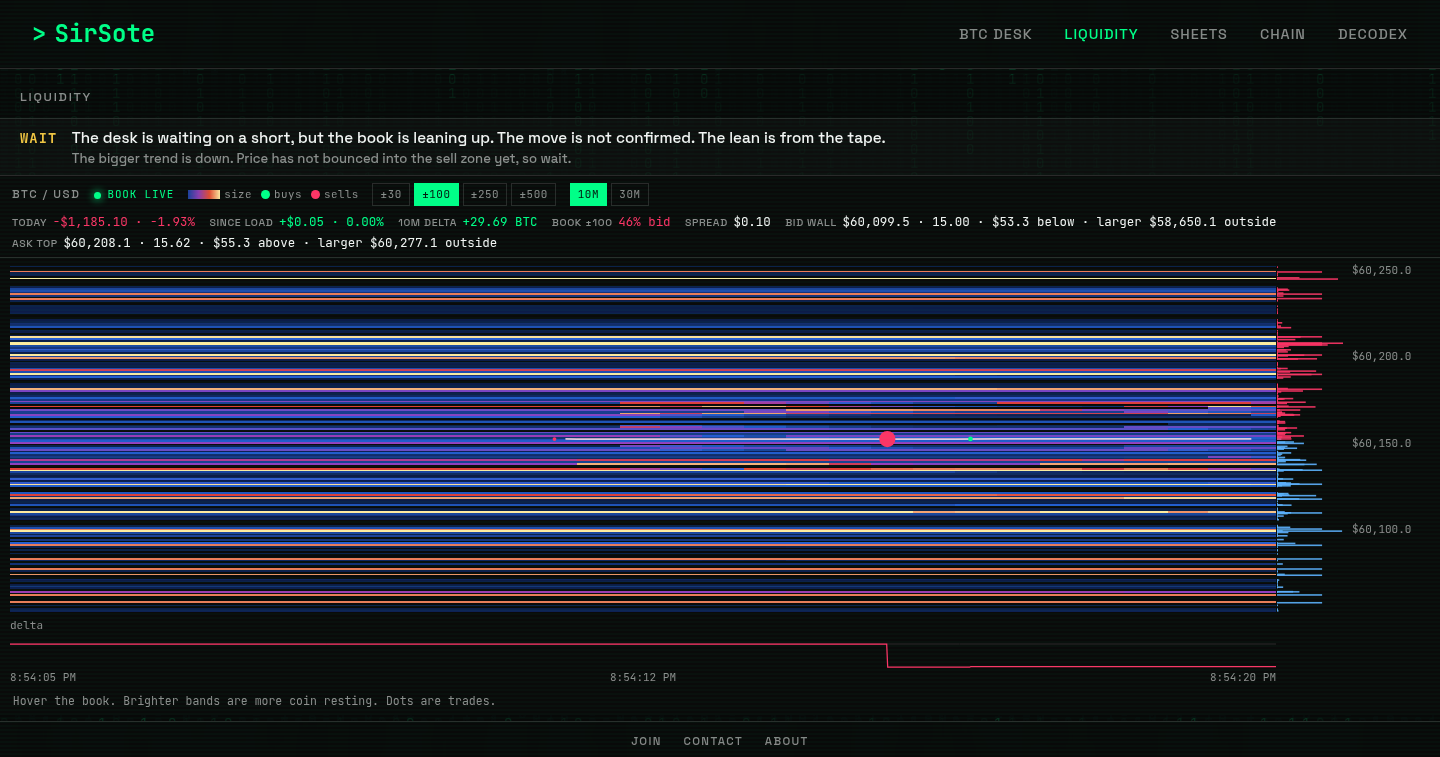 > SirSote
BTC DESK LIQUIDITY SHEETS CHAIN DECODEX
LIQUIDITY
WAIT The desk is waiting on a short, but the book is leaning up. The move is not confirmed. The lean is from the tape.
The bigger trend is down. Price has not bounced into the sell zone yet, so wait.
BTC / USD BOOK LIVE size buys sells ±30 ±100 ±250 ±500 10M 30M
TODAY -$1,185.10 · -1.93% SINCE LOAD +$0.05 · 0.00% 10M DELTA +29.69 BTC BOOK ±100 46% bid SPREAD $0.10 BID WALL $60,099.5 · 15.00 · $53.3 below · larger $58,650.1 outside
ASK TOP $60,208.1 · 15.62 · $55.3 above · larger $60,277.1 outside
$60,250.0
$60,200.0
$60,150.0
$60,100.0
delta
8:54:05 PM 8:54:12 PM 8:54:20 PM
Hover the book. Brighter bands are more coin resting. Dots are trades.
JOIN CONTACT ABOUT